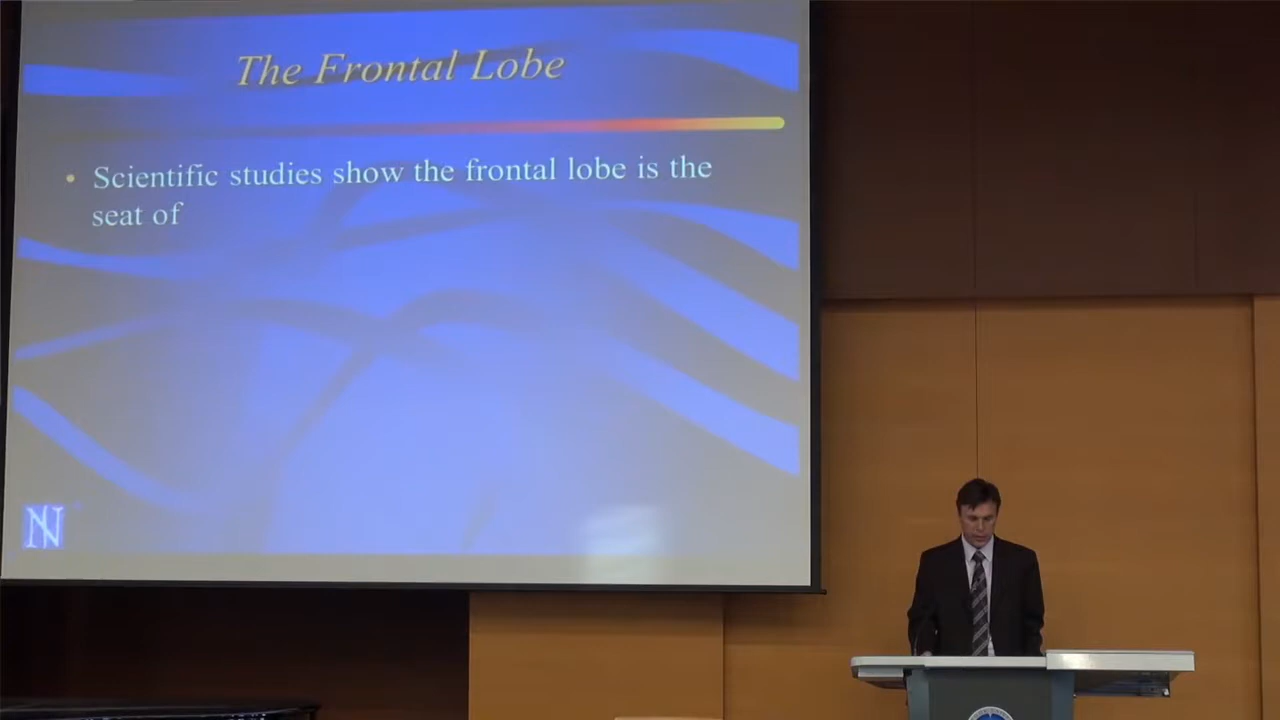 The Frontal Lobe
• Scientific studies show the frontal lobe is the
seat of
N